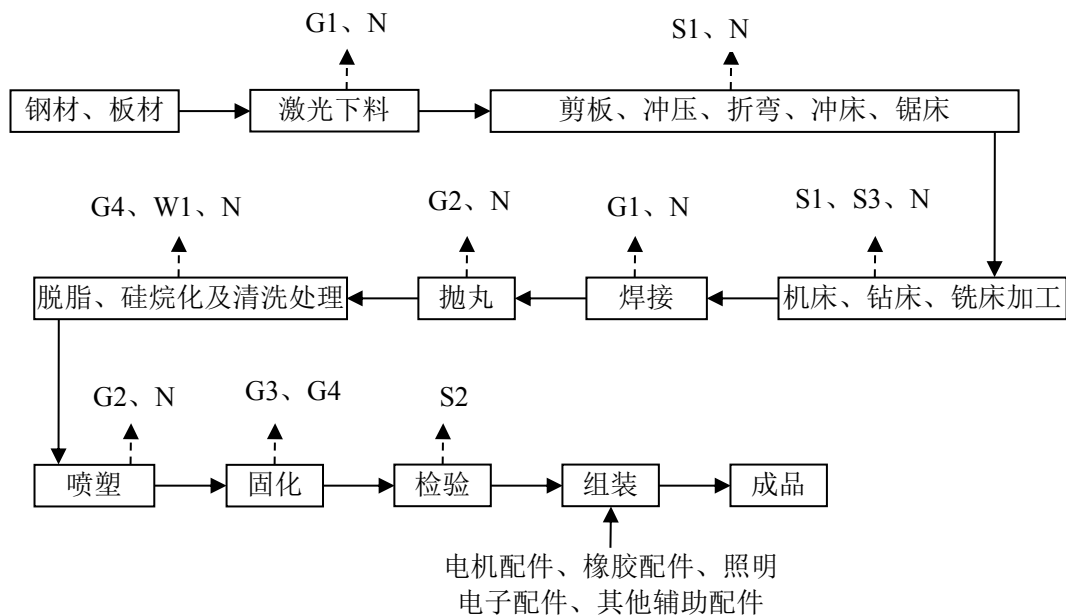 G1、N
S1、N
钢材、板材
激光下料
剪板、冲压、折弯、冲床、锯床
G4、W1、N
G2、N
G1、N
S1、S3、N
脱脂、硅烷化及清洗处理
抛丸
焊接
机床、钻床、铣床加工
G2、N
G3、G4
S2
喷塑
固化
检验
组装
成品
电机配件、橡胶配件、照明
电子配件、其他辅助配件